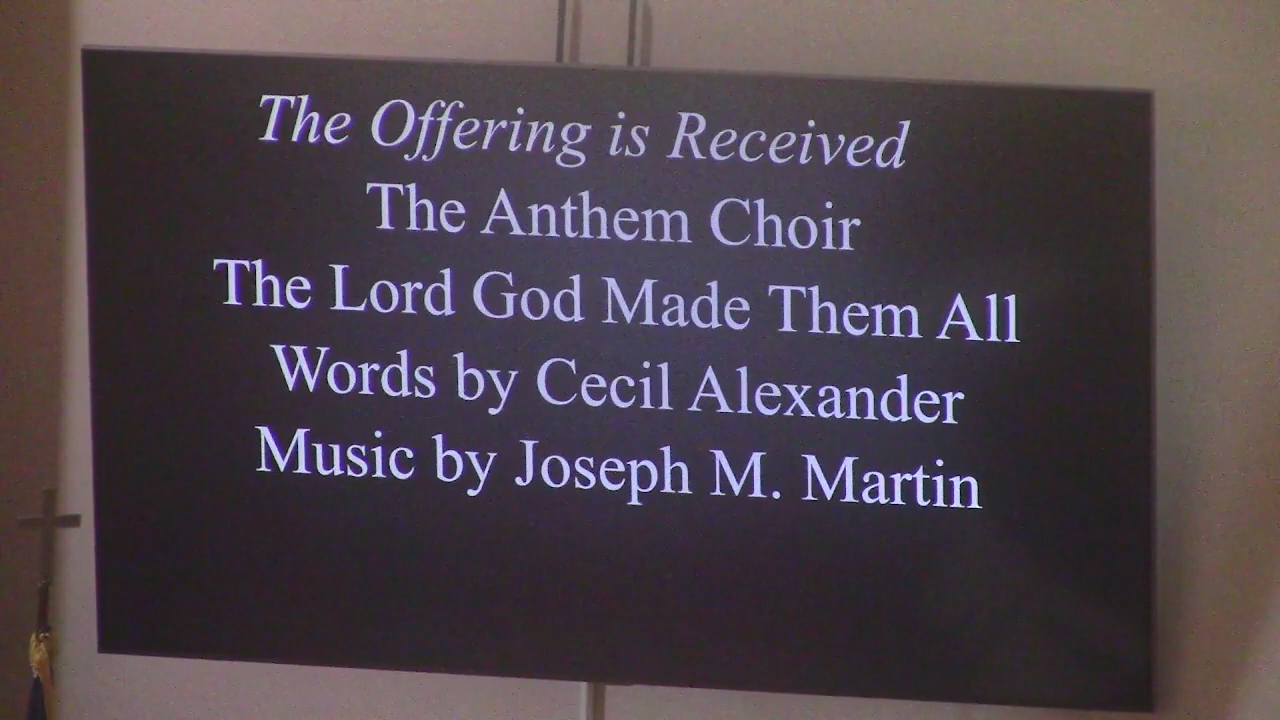 The Offering is Received
The Anthem Choir
The Lord God Made Them All
Words by Cecil Alexander
Music by Joseph M. Martin